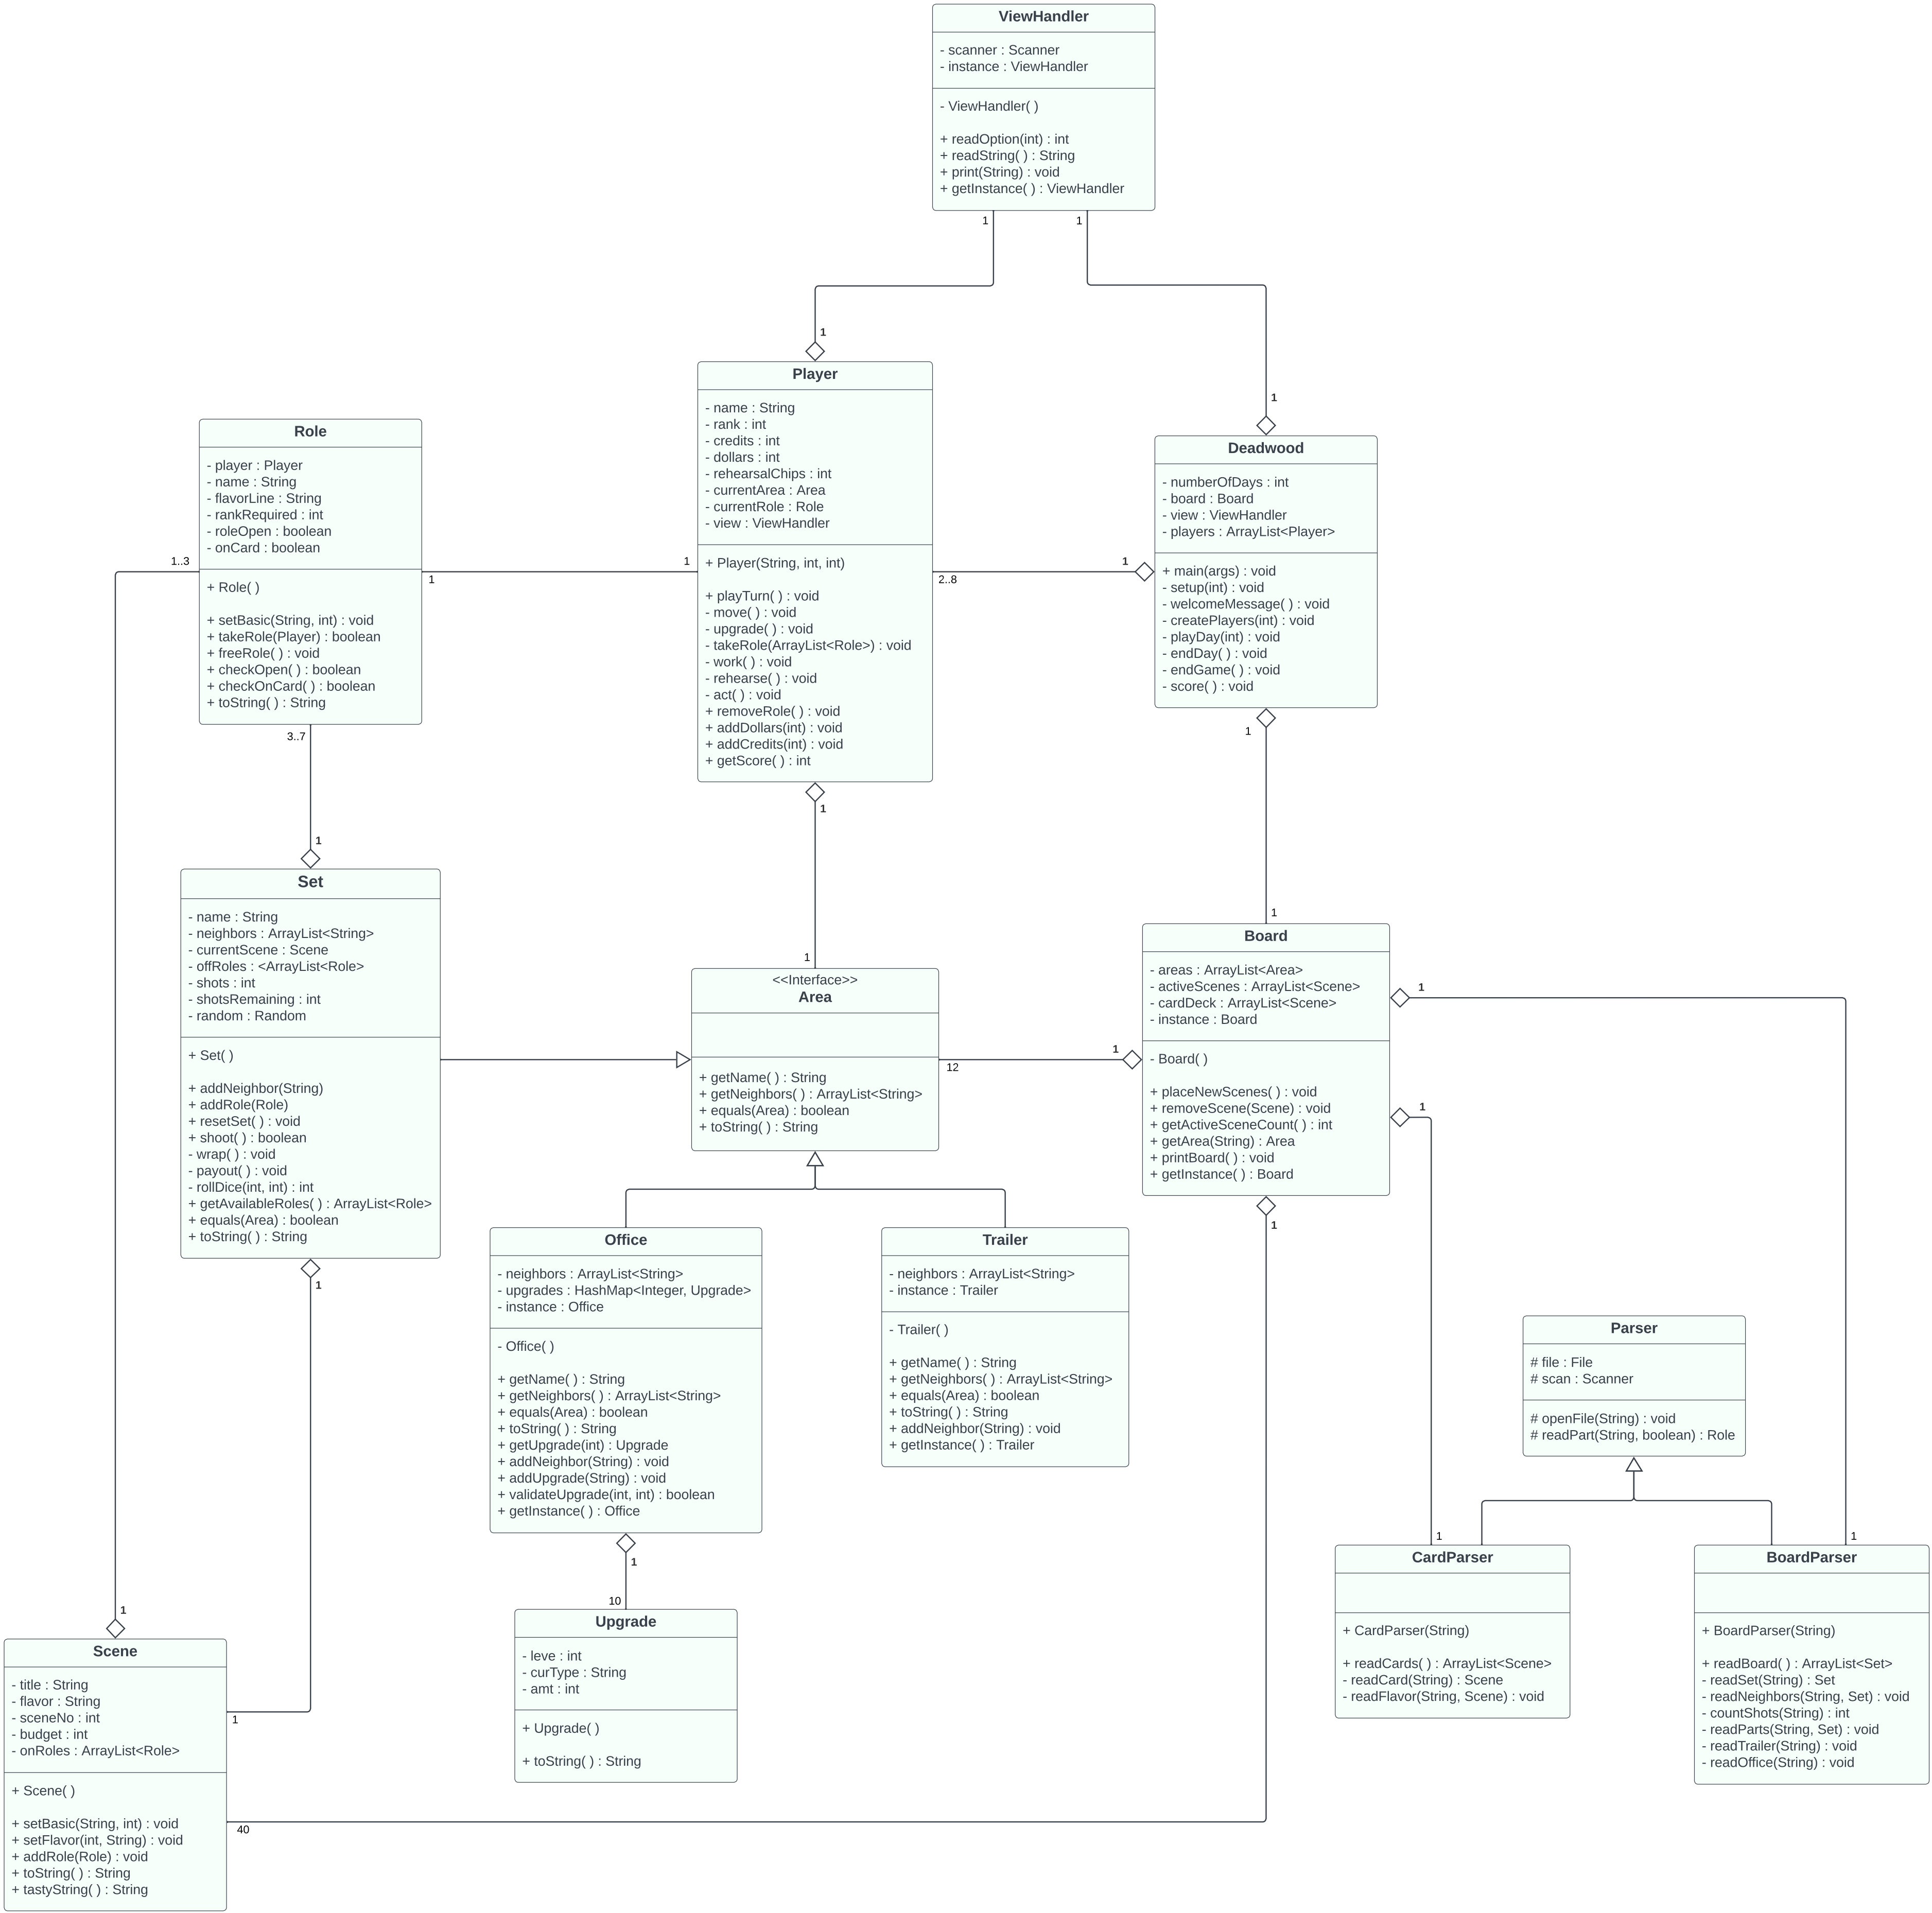 ViewHandler
- scanner : Scanner
- instance : ViewHandler
- ViewHandler( )
+ readOption(int) : int
+ readString( ) : String
+ print(String) : void
+ getInstance( ) : ViewHandler
1
1
1
1
Player
- name : String
- rank : int
- credits : int
- dollars : int
- rehearsalChips : int
- currentArea : Area
- currentRole : Role
- view : ViewHandler
+ Player(String, int, int)
+ playTurn( ) : void
- move( ) : void
- upgrade( ) : void
- takeRole(ArrayList<Role>) : void
- work( ) : void
- rehearse( ) : void
- act( ) : void
+ removeRole( ) : void
+ addDollars(int) : void
+ addCredits(int) : void
+ getScore( ) : int
Role
- player : Player
- name : String
- flavorLine : String
- rankRequired : int
- roleOpen : boolean
- onCard : boolean
+ Role( )
+ setBasic(String, int) : void
+ takeRole(Player) : boolean
+ freeRole( ) : void
+ checkOpen( ) : boolean
+ checkOnCard( ) : boolean
+ toString( ) : String
Deadwood
- numberOfDays : int
- board : Board
- view : ViewHandler
- players : ArrayList<Player>
+ main(args) : void
- setup(int) : void
- welcomeMessage( ) : void
- createPlayers(int) : void
- playDay(int) : void
- endDay( ) : void
- endGame( ) : void
- score( ) : void
1..3
1
1
2..8
1
3..7
1
1
1
1
1
Set
- name : String
- neighbors : ArrayList<String>
- currentScene : Scene
- offRoles : <ArrayList<Role>
- shots : int
- shotsRemaining : int
- random : Random
+ Set( )
+ addNeighbor(String)
+ addRole(Role)
+ resetSet( ) : void
+ shoot( ) : boolean
- wrap( ) : void
- payout( ) : void
- rollDice(int, int) : int
+ getAvailableRoles( ) : ArrayList<Role>
+ equals(Area) : boolean
+ toString( ) : String
<<Interface>>
Area
+ getName( ) : String
+ getNeighbors( ) : ArrayList<String>
+ equals(Area) : boolean
+ toString( ) : String
12
1
Board
- areas : ArrayList<Area>
- activeScenes : ArrayList<Scene>
- cardDeck : ArrayList<Scene>
- instance : Board
- Board( )
+ placeNewScenes( ) : void
+ removeScene(Scene) : void
+ getActiveSceneCount( ) : int
+ getArea(String) : Area
+ printBoard( ) : void
+ getInstance( ) : Board
1
1
1
1
Office
- neighbors : ArrayList<String>
- upgrades : HashMap<Integer, Upgrade>
- instance : Office
- Office( )
+ getName( ) : String
+ getNeighbors( ) : ArrayList<String>
+ equals(Area) : boolean
+ toString( ) : String
+ getUpgrade(int) : Upgrade
+ addNeighbor(String) : void
+ addUpgrade(String) : void
+ validateUpgrade(int, int) : boolean
+ getInstance( ) : Office
Trailer
- neighbors : ArrayList<String>
- instance : Trailer
- Trailer( )
+ getName( ) : String
+ getNeighbors( ) : ArrayList<String>
+ equals(Area) : boolean
+ toString( ) : String
+ addNeighbor(String) : void
+ getInstance( ) : Trailer
Parser
# file : File
# scan : Scanner
# openFile(String) : void
# readPart(String, boolean) : Role
1
1
CardParser
+ CardParser(String)
+ readCards( ) : ArrayList<Scene>
- readCard(String) : Scene
- readFlavor(String, Scene) : void
BoardParser
+ BoardParser(String)
+ readBoard( ) : ArrayList<Set>
- readSet(String) : Set
- readNeighbors(String, Set) : void
- countShots(String) : int
- readParts(String, Set) : void
- readTrailer(String) : void
- readOffice(String) : void
1
10
Upgrade
- leve : int
- curType : String
- amt : int
+ Upgrade( )
+ toString( ) : String
1
Scene
- title : String
- flavor : String
- sceneNo : int
- budget : int
- onRoles : ArrayList<Role>
+ Scene( )
+ setBasic(String, int) : void
+ setFlavor(int, String) : void
+ addRole(Role) : void
+ toString( ) : String
+ tastyString( ) : String
1
40